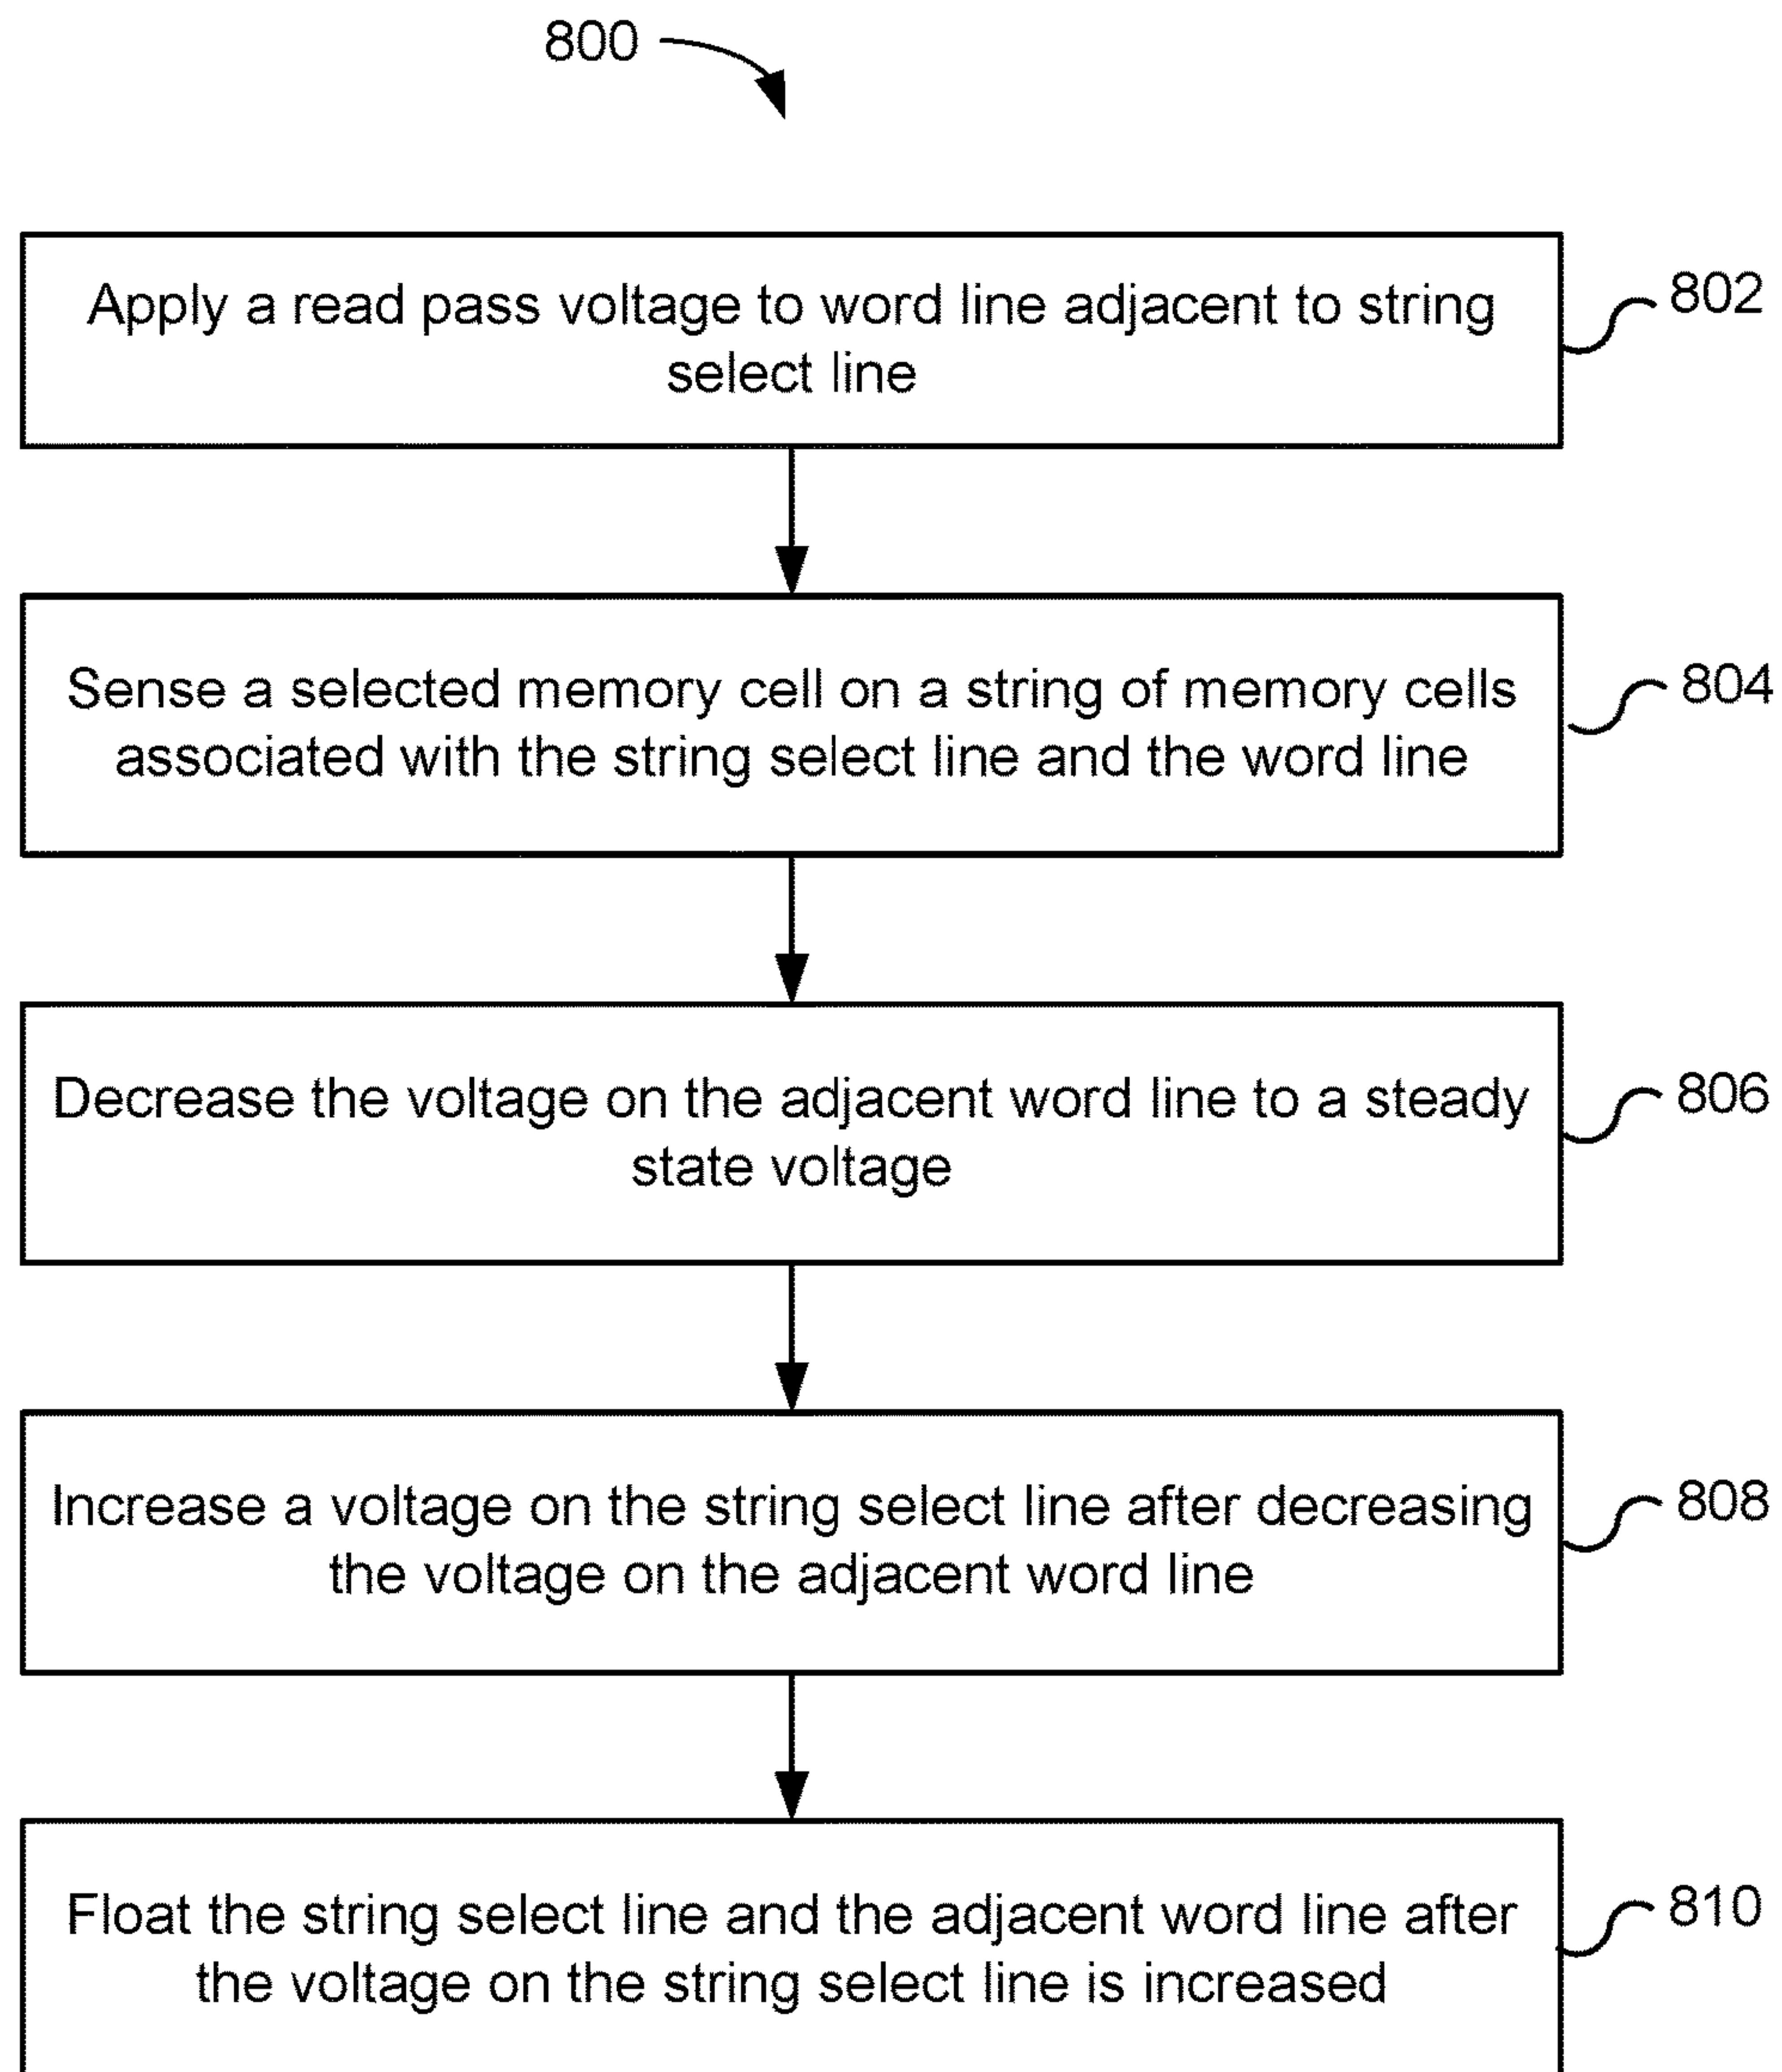 800
Apply a read pass voltage to word line adjacent to string
select line
802
Sense a selected memory cell on a string of memory cells
associated with the string select line and the word line
804
Decrease the voltage on the adjacent word line to a steady
state voltage
806
Increase a voltage on the string select line after decreasing
the voltage on the adjacent word line
808
Float the string select line and the adjacent word line after
the voltage on the string select line is increased
810